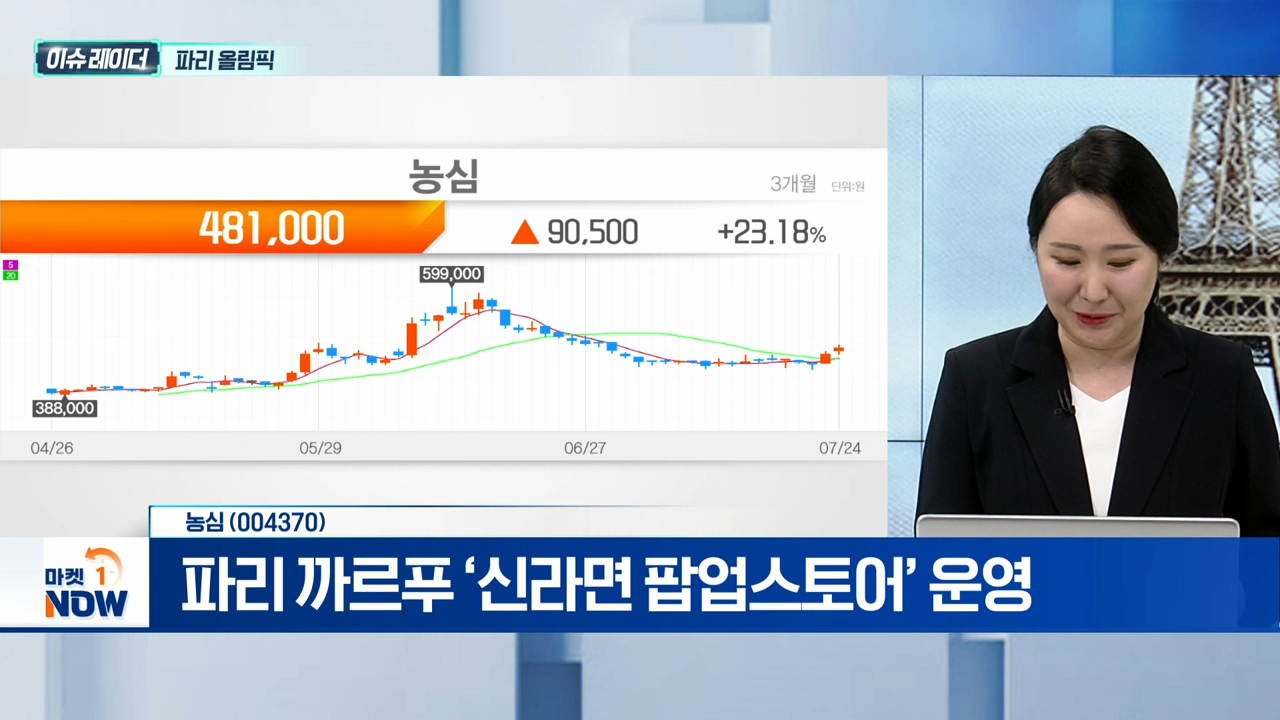 이슈 레이더 파리 올림픽
농심
3개월 단위:원
481,000 ▲ 90,500 +23.18%
5
20
599,000
388,000
04/26 05/29 06/27 07/24
농심 (004370)
마켓 1
NOW
파리 까르푸 ‘신라면 팝업스토어’ 운영